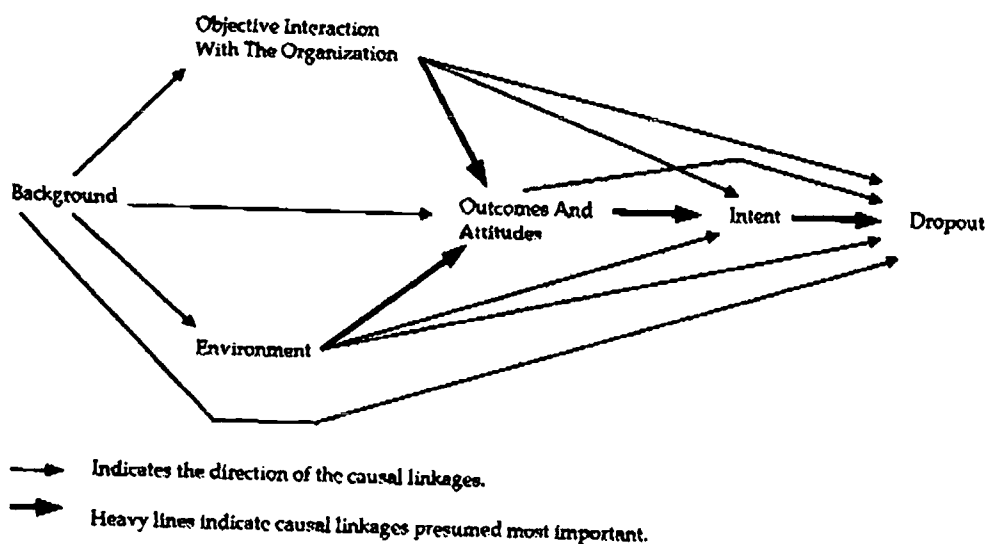 Objective Interaction
With The Organization
Background
Outcomes And
Attitudes
Intent
Dropout
Environment
Indicates the direction of the causal linkages.
Heavy lines indicate causal linkages presumed most important.